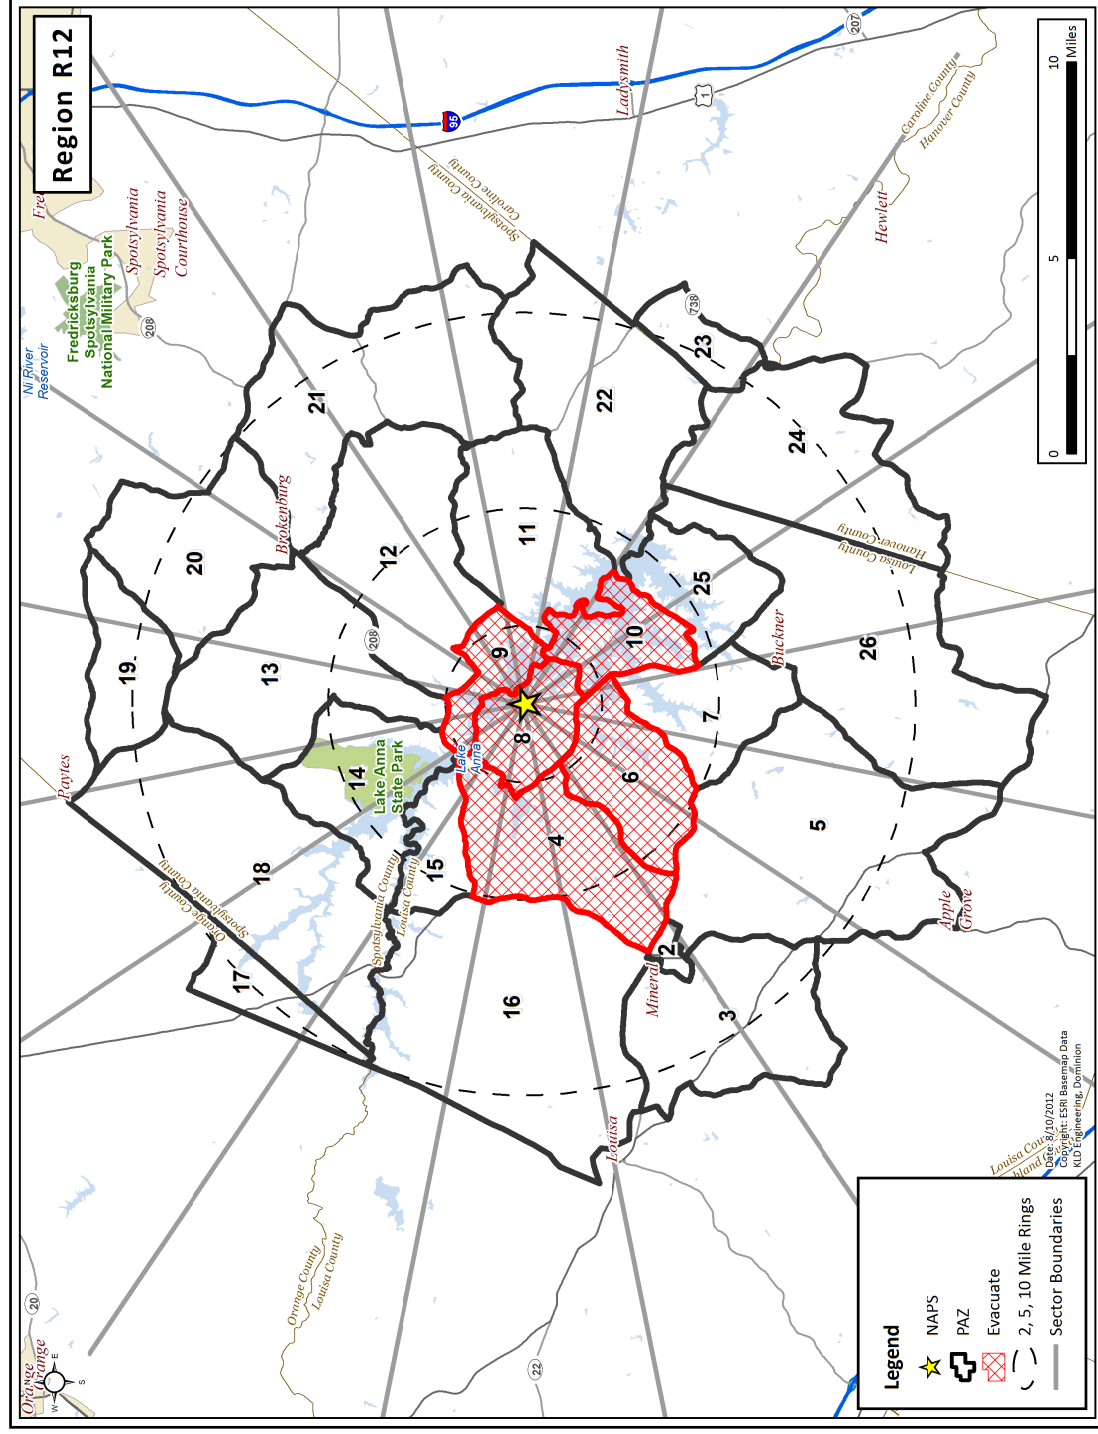 Region R12
Fredricksburg
Spotsylvania
National Military Park
Spotsylvania
Spotsylvania
Courthouse
Fre
Ni River
Reservoir
208
95
207
1
Ladysmith
Spotsylvania County
Caroline County
Caroline County
Hanover County
Hewlett
738
Brokenburg
208
Paytes
Orange County
Spotsylvania County
Lake Anna
State Park
Lake
Anna
Spotsylvania County
Louisa County
Louisa County
Hanover County
Buckner
Mineral
Apple
Grove
Louisa
Orange County
Louisa County
20
22
Orange
Orange
N
E
S
W
2
3
4
5
6
7
8
9
10
11
12
13
14
15
16
17
18
19
20
21
22
23
24
25
26
0
5
10
Miles
Legend
NAPS
PAZ
Evacuate
2, 5, 10 Mile Rings
Sector Boundaries
Date: 8/10/2012
Copyright: ESRI Basemap Data
KLD Engineering, Dominion